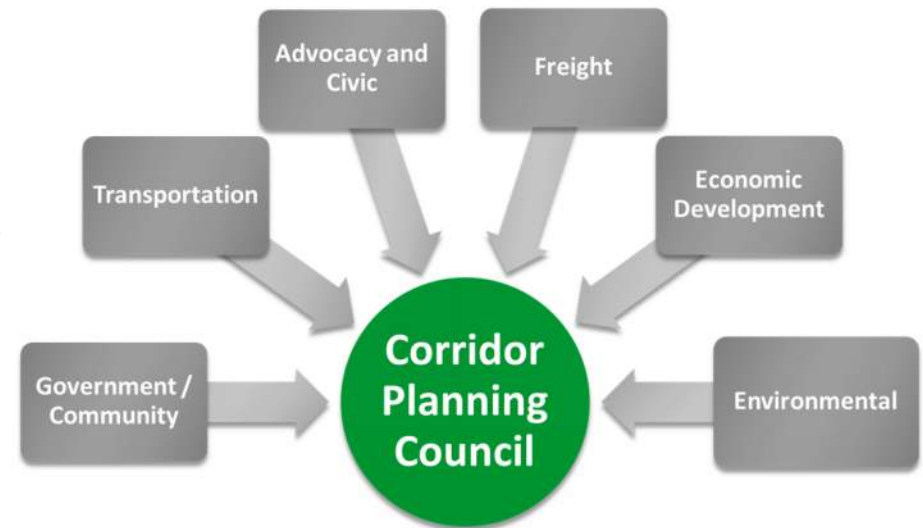 Advocacy and
Civic
Freight
Transportation
Economic
Development
Government /
Community
Corridor
Planning
Council
Environmental